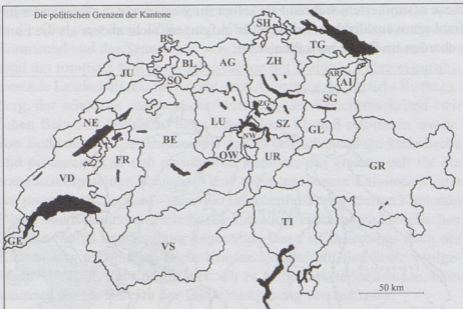 Die politischen Grenzen der Kantone
SH
BS
TG
BL
AG
ZH
JU
SO
AR
AI
SG
ZG
NE
LU
SZ
GL
BE
NW
OW
UR
FR
GR
VD
TI
GE
VS
50 km